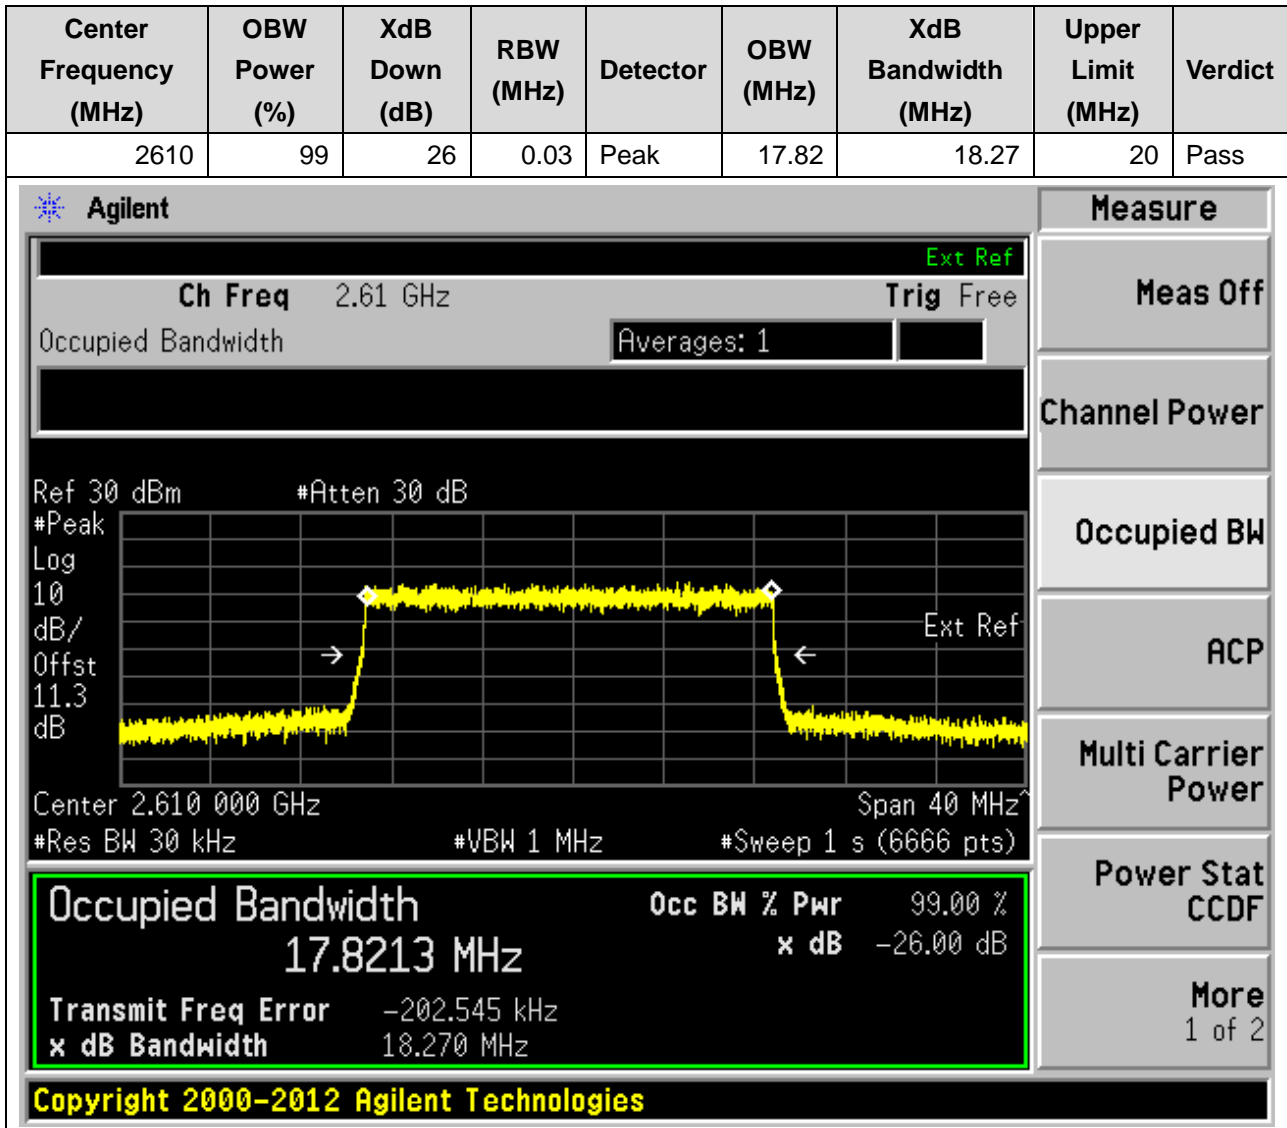 Center Frequency (MHz) OBW Power (%) XdB Down (dB) RBW (MHz) Detector OBW (MHz) XdB Bandwidth (MHz) Upper Limit (MHz) Verdict
2610 99 26 0.03 Peak 17.82 18.27 20 Pass
Agilent
Measure
Ext Ref
Ch Freq 2.61 GHz Trig Free
Meas Off
Occupied Bandwidth Averages: 1
Channel Power
Ref 30 dBm #Atten 30 dB
#Peak
Log
10
dB/
Offst
11.3
dB
Ext Ref
Occupied BW
ACP
Center 2.610 000 GHz Span 40 MHz^
#Res BW 30 kHz #VBW 1 MHz #Sweep 1 s (6666 pts)
Multi Carrier
Power
Occupied Bandwidth Occ BW % Pwr 99.00 %
17.8213 MHz x dB -26.00 dB
Power Stat
CCDF
Transmit Freq Error -202.545 kHz
x dB Bandwidth 18.270 MHz
More
1 of 2
Copyright 2000-2012 Agilent Technologies